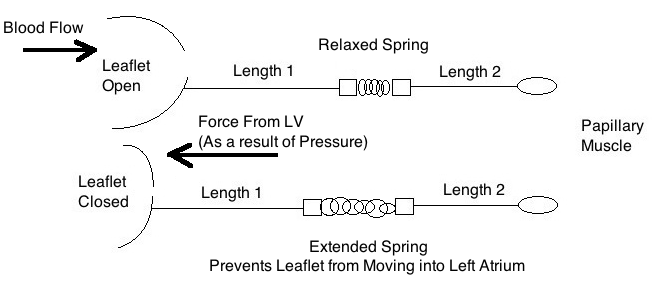 Blood Flow
Relaxed Spring
Leaflet
Open
Length 1
Length 2
Force From LV
(As a result of Pressure)
Papillary
Muscle
Leaflet
Closed
Length 1
Length 2
Extended Spring
Prevents Leaflet from Moving into Left Atrium